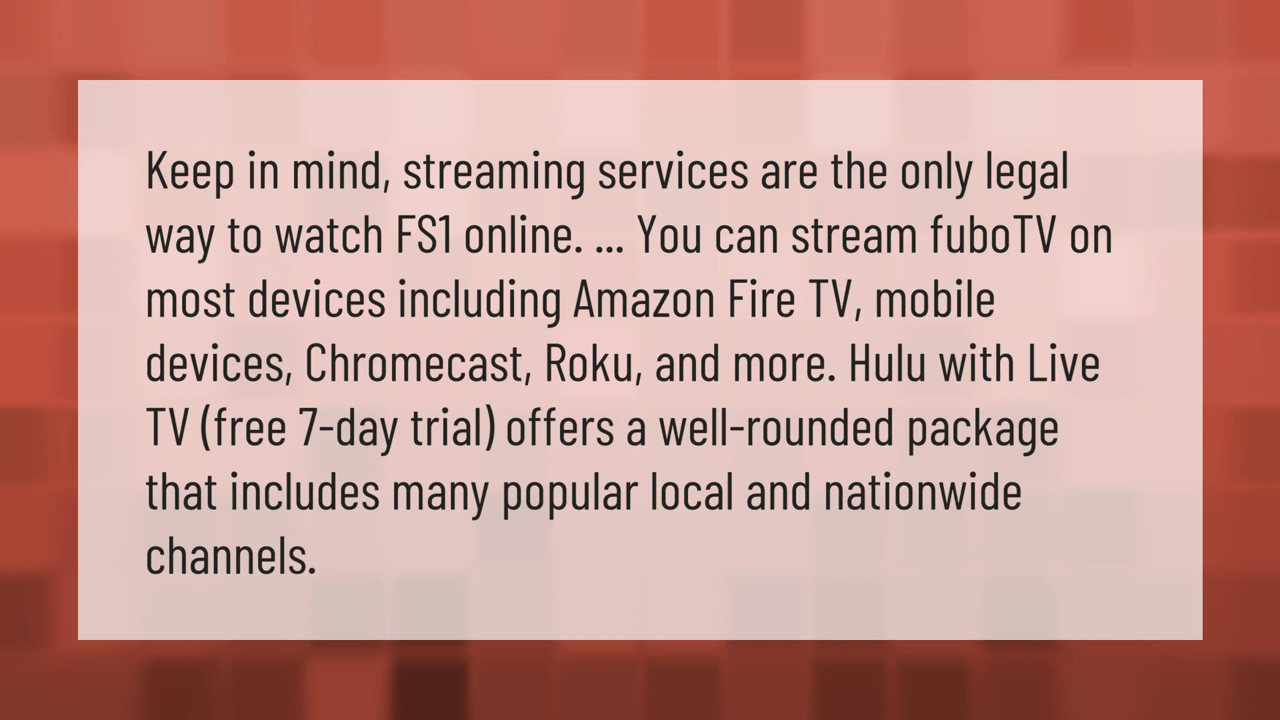 Keep in mind, streaming services are the only legal
way to watch FS1 online. ... You can stream fuboTV on
most devices including Amazon Fire TV, mobile
devices, Chromecast, Roku, and more. Hulu with Live
TV (free 7-day trial) offers a well-rounded package
that includes many popular local and nationwide
channels.